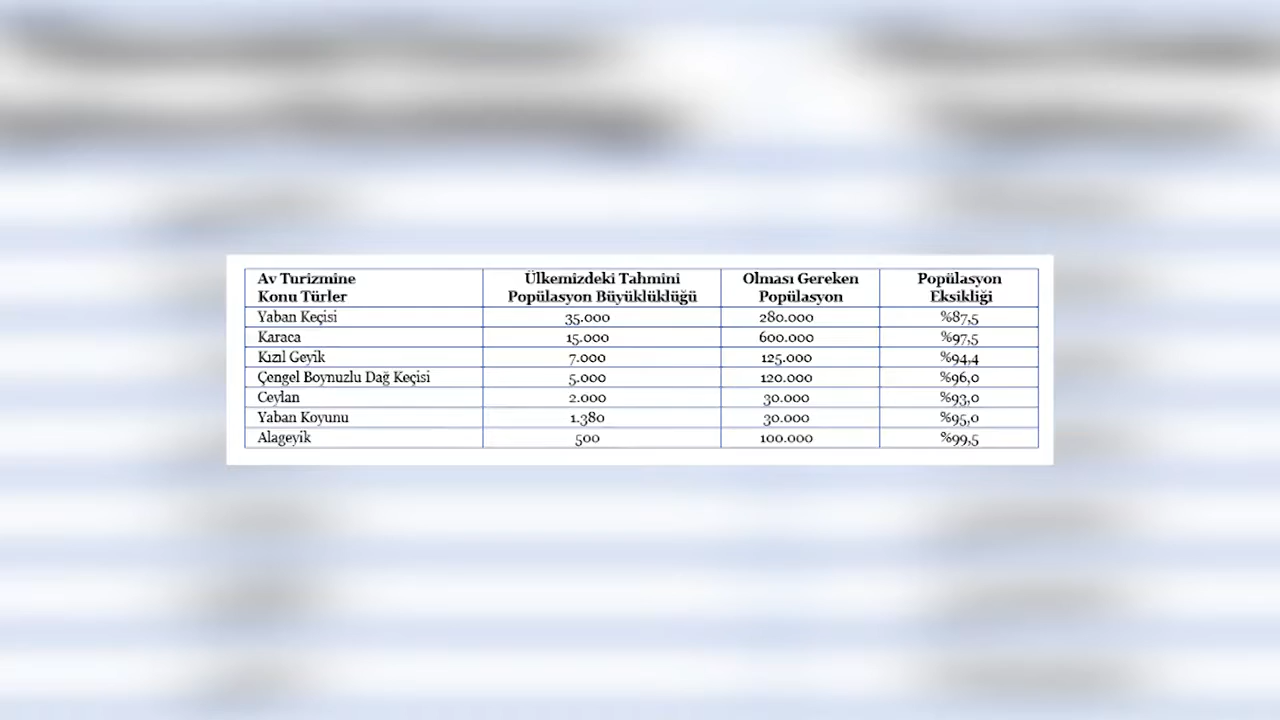 Av Turizmine Konu Türler | Ülkemizdeki Tahmini Popülasyon Büyüklüklüğü | Olması Gereken Popülasyon | Popülasyon Eksikliği
Yaban Keçisi 35.000 280.000 %87,5
Karaca 15.000 600.000 %97,5
Kızıl Geyik 7.000 125.000 %94,4
Çengel Boynuzlu Dağ Keçisi 5.000 120.000 %96,0
Ceylan 2.000 30.000 %93,0
Yaban Koyunu 1.380 30.000 %95,0
Alageyik 500 100.000 %99,5